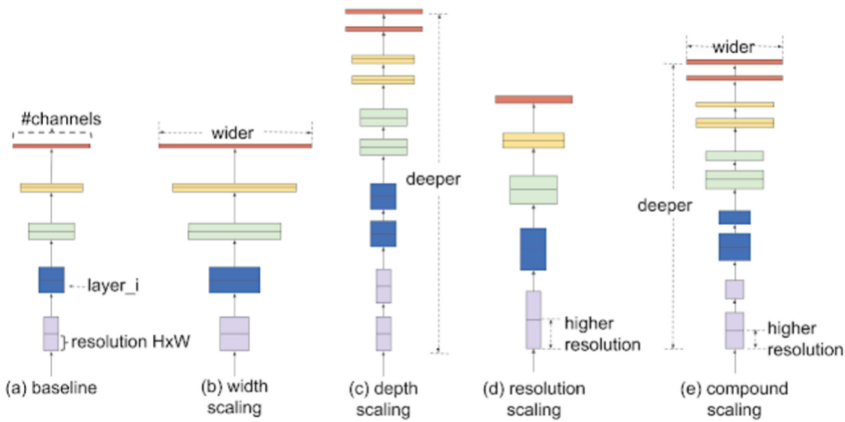 #channels
wider
deeper
wider
deeper
layer_i
resolution HxW
higher
resolution
higher
resolution
(a) baseline
(b) width
scaling
(c) depth
scaling
(d) resolution
scaling
(e) compound
scaling